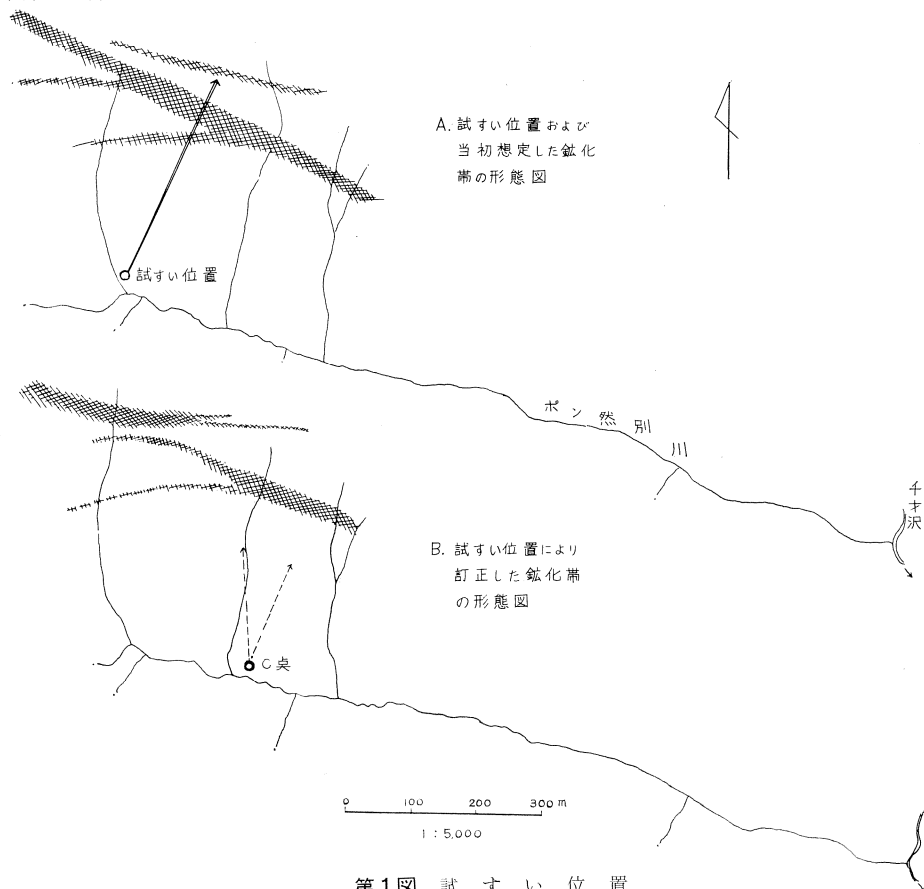 A. 試すい位置および
当初想定した鉱化
帯の形態図
試すい位置
ポン然別川
千才沢
B. 試すい位置により
訂正した鉱化帯
の形態図
C点
0 100 200 300 m
1 : 5,000
第1図 試すい位置